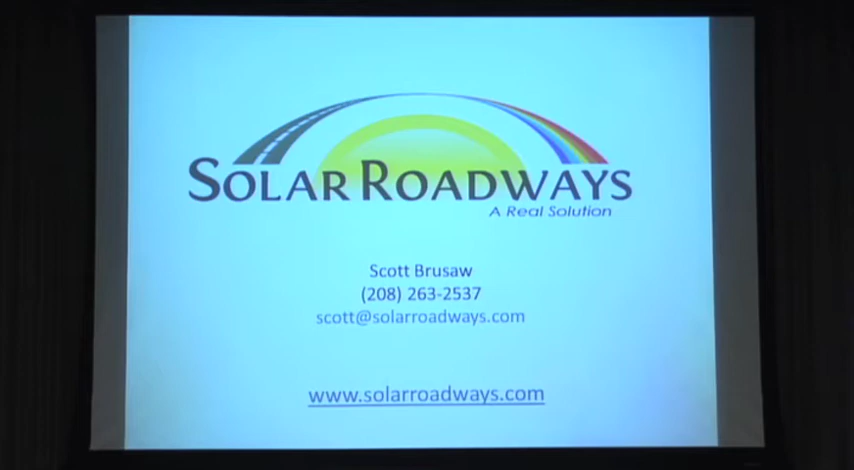 SOLAR ROADWAYS
A Real Solution
Scott Brusaw
(208) 263-2537
scott@solarroadways.com
www.solarroadways.com